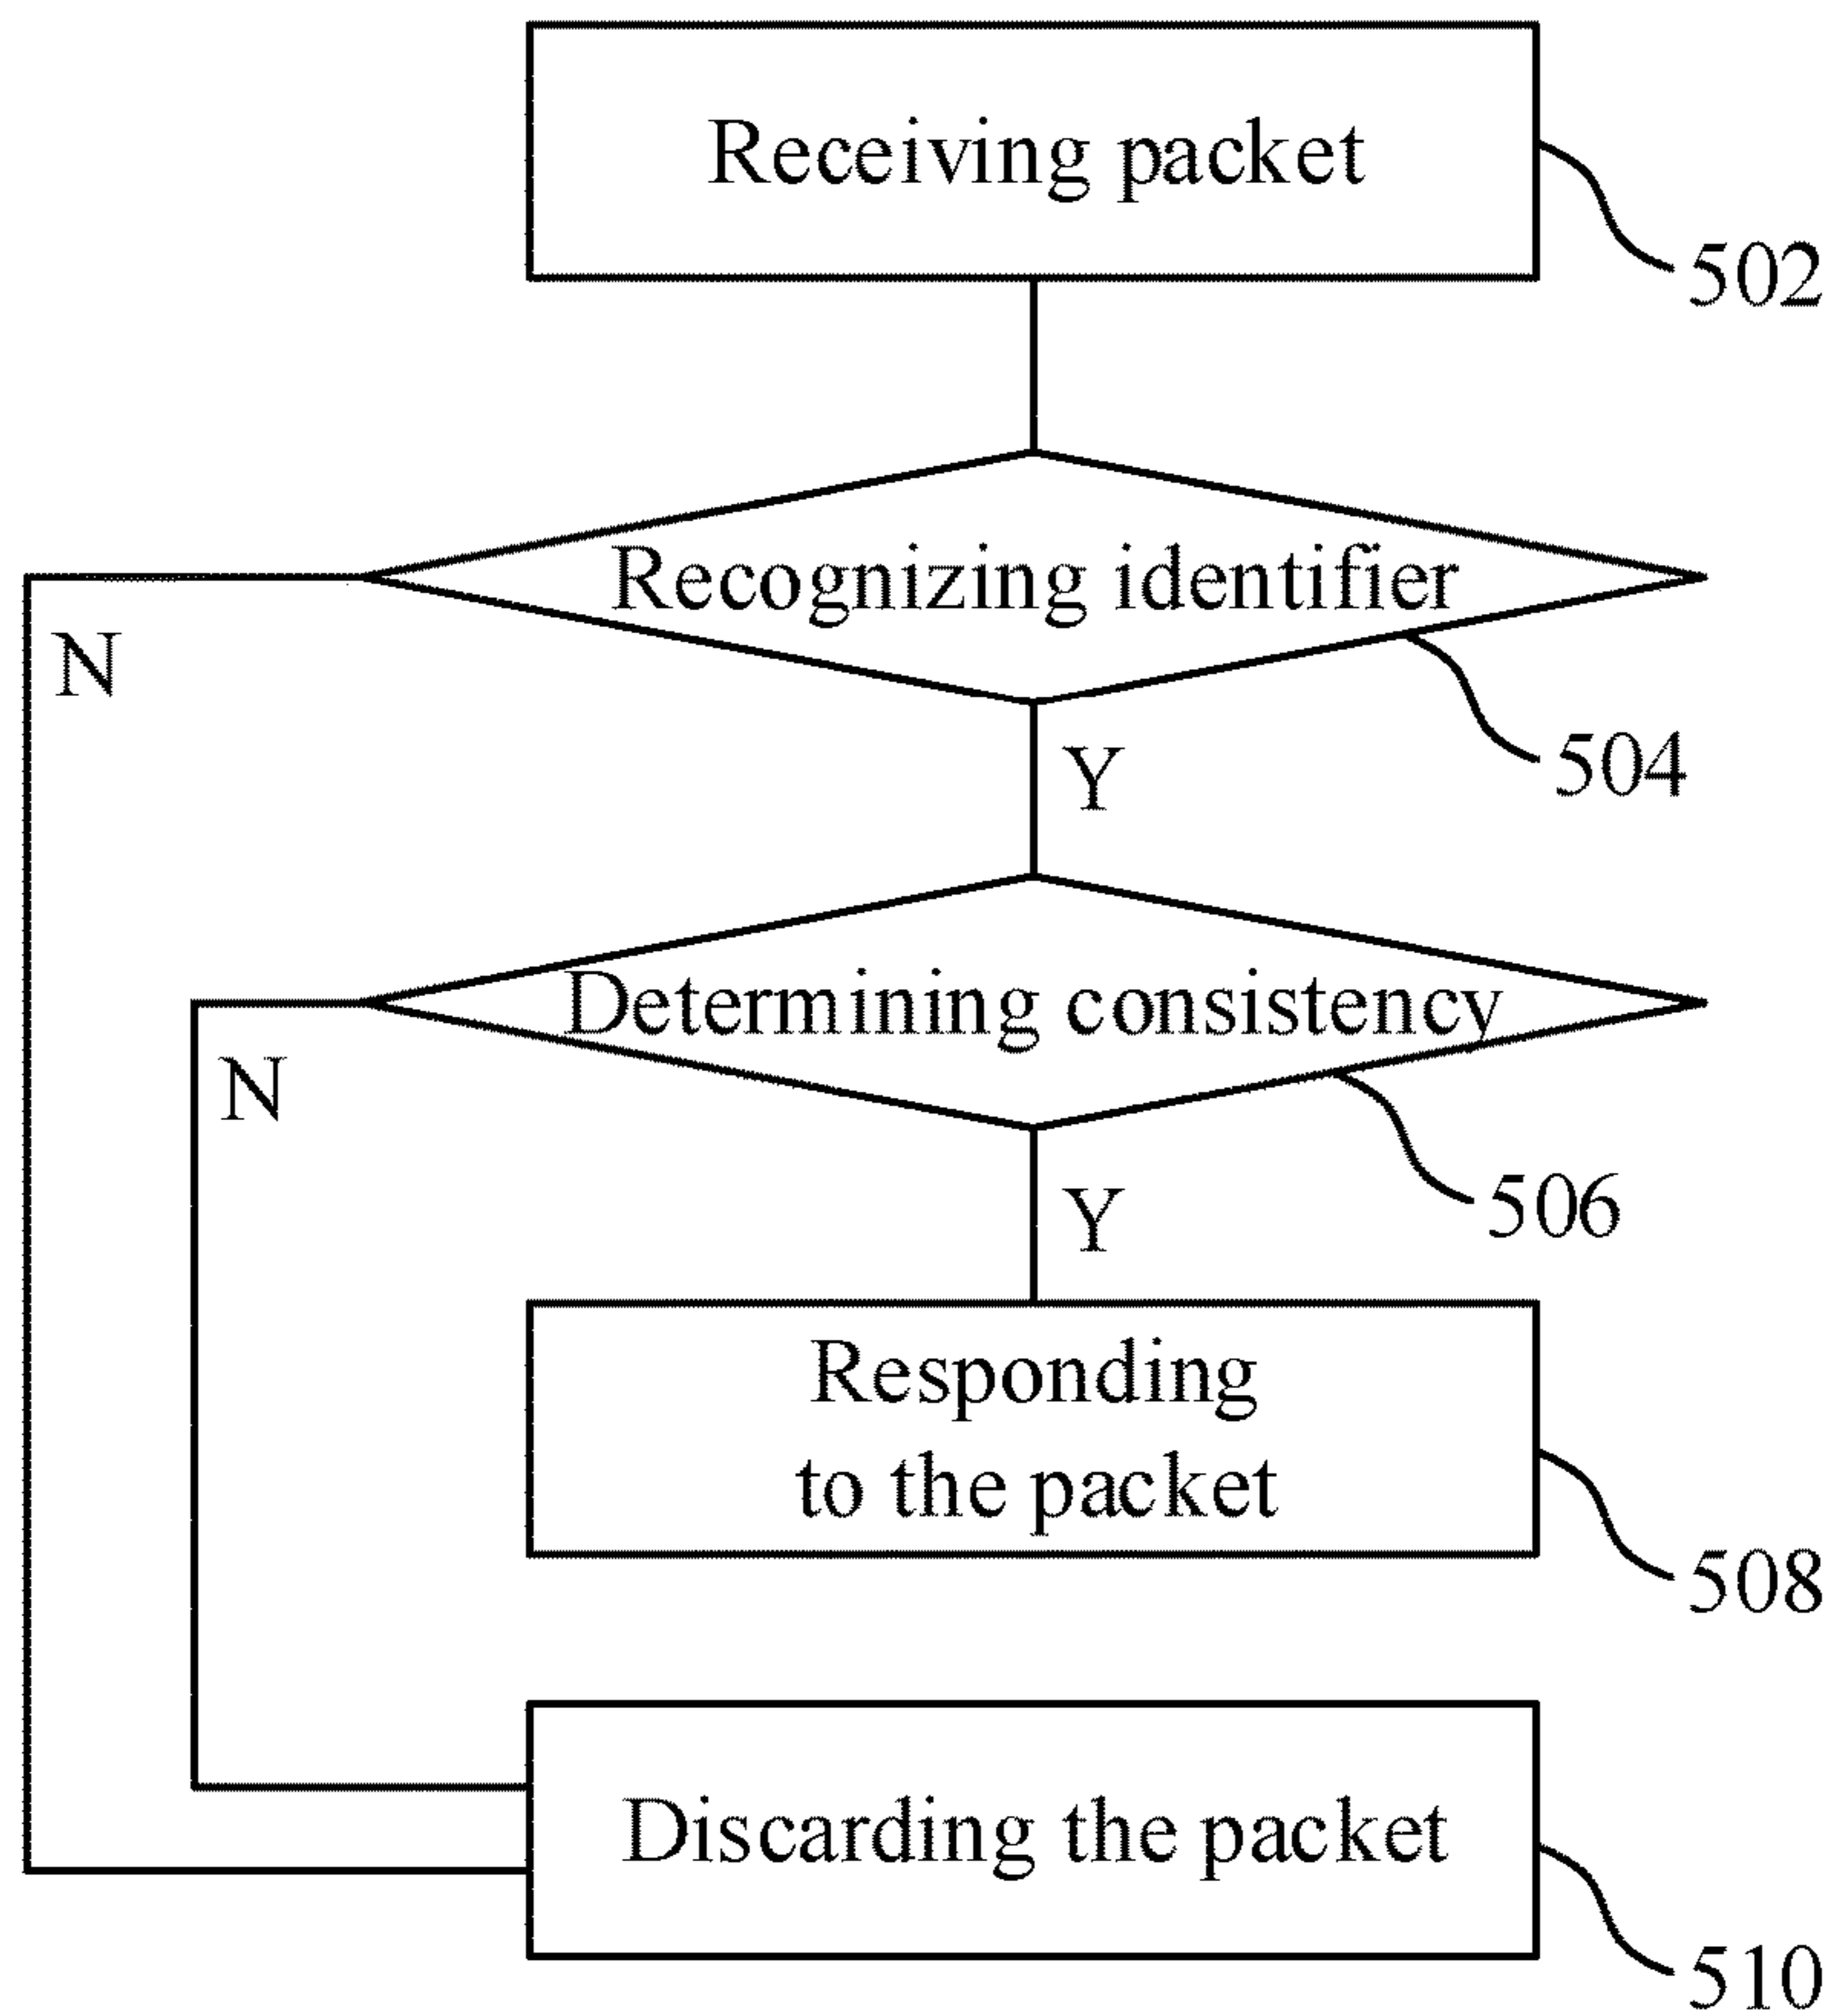 Receiving packet
502
Recognizing identifier
N
504
Y
Determining consistency
N
506
Y
Responding
to the packet
508
Discarding the packet
510